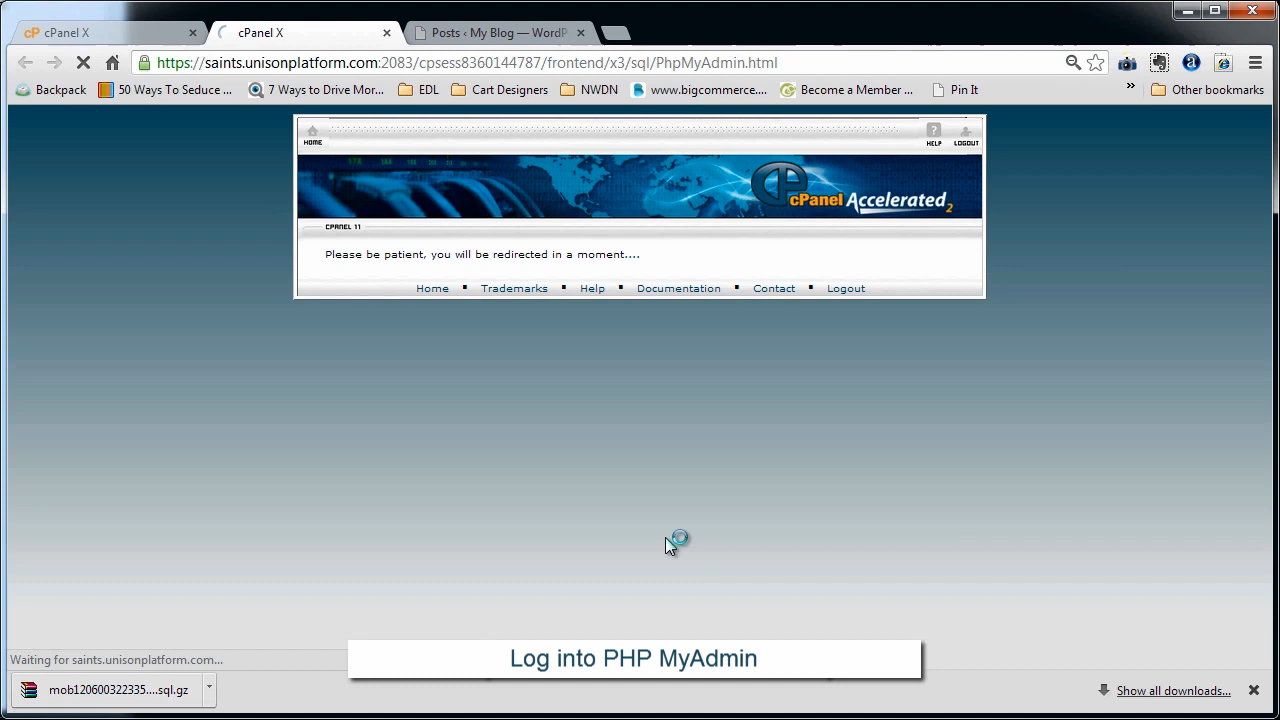 cP cPanel X
cPanel X
Posts ‹ My Blog — WordP
https://saints.unisonplatform.com:2083/cpsess8360144787/frontend/x3/sql/PhpMyAdmin.html
Backpack
50 Ways To Seduce ...
7 Ways to Drive Mor...
EDL
Cart Designers
NWDN
B www.bigcommerce....
Become a Member ...
Pin It
»
Other bookmarks
HOME
? HELP
LOGOUT
cPanel Accelerated2
CPANEL 11
Please be patient, you will be redirected in a moment....
Home ▪ Trademarks ▪ Help ▪ Documentation ▪ Contact ▪ Logout
Log into PHP MyAdmin
Waiting for saints.unisonplatform.com...
mob120600322335....sql.gz
Show all downloads...